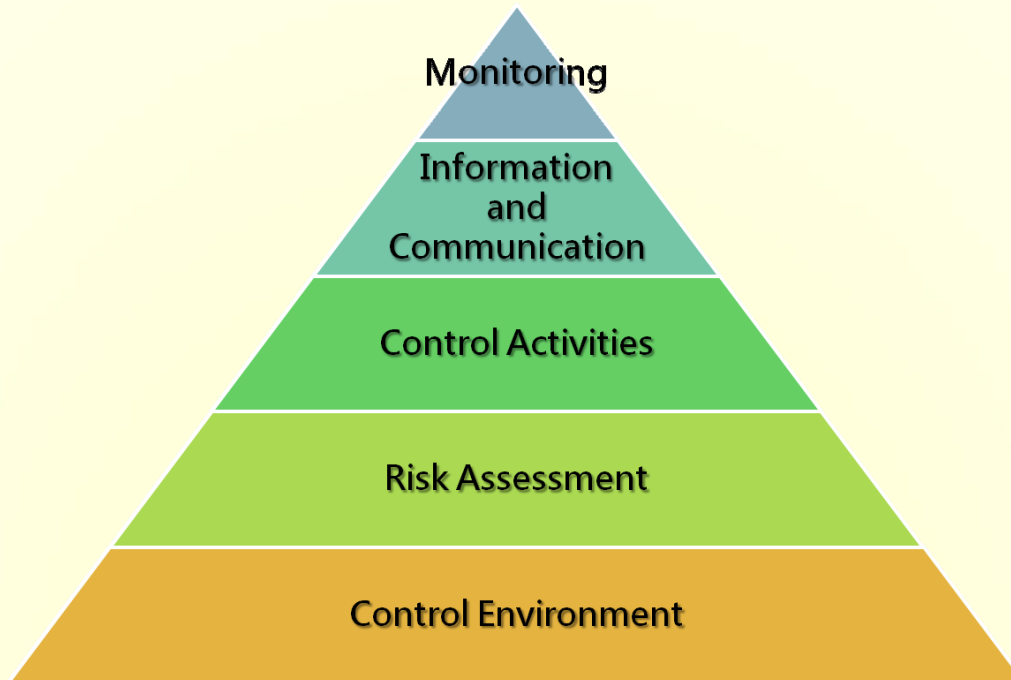 Monitoring
Information
and
Communication
Control Activities
Risk Assessment
Control Environment